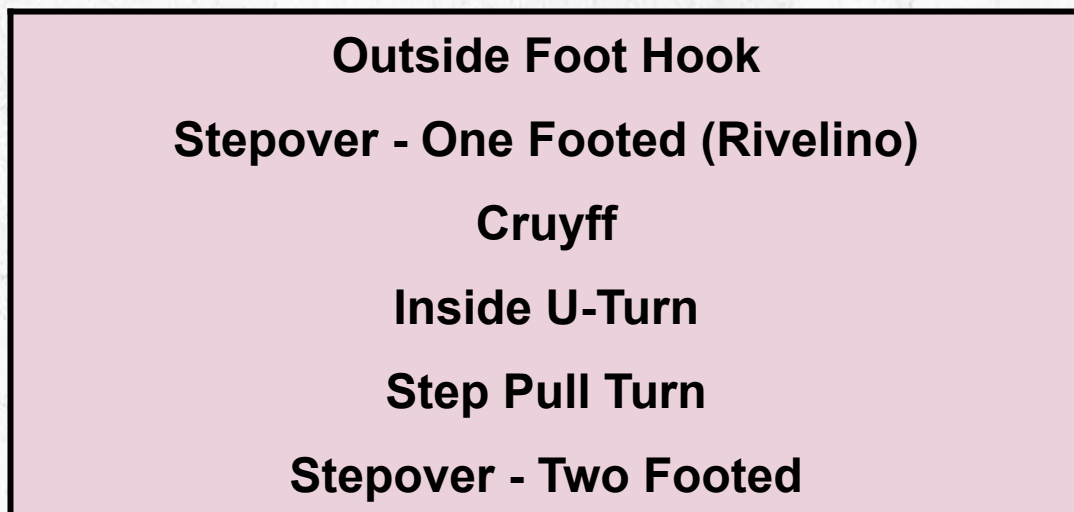 Outside Foot Hook
Stepover - One Footed (Rivelino)
Cruyff
Inside U-Turn
Step Pull Turn
Stepover - Two Footed